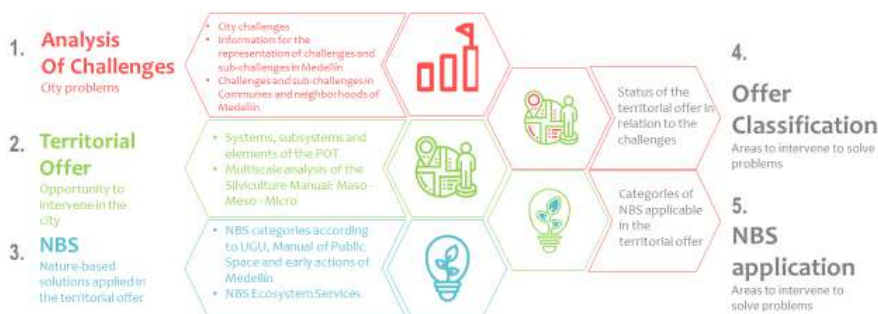 1.
Analysis
Of Challenges
City problems
• City challenges
• Information for the
representation of challenges and
sub-challenges in Medellín
• Challenges and sub-challenges in
Communes and neighborhoods of
Medellín
2.
Territorial
Offer
Opportunity to
intervene in the
city
• Systems, subsystems and
elements of the POT
• Multiscale analysis of the
Silviculture Manual: Maso -
Meso - Micro
3.
NBS
Nature-based
solutions applied in
the territorial offer
• NBS categories according
to UGU, Manual of Public
Space and early actions of
Medellín
• NBS Ecosystem Services
Status of the
territorial offer in
relation to the
challenges
4.
Offer
Classification
Areas to intervene to solve
problems
Categories of
NBS applicable
in the
territorial offer
5.
NBS
application
Areas to intervene to
solve problems